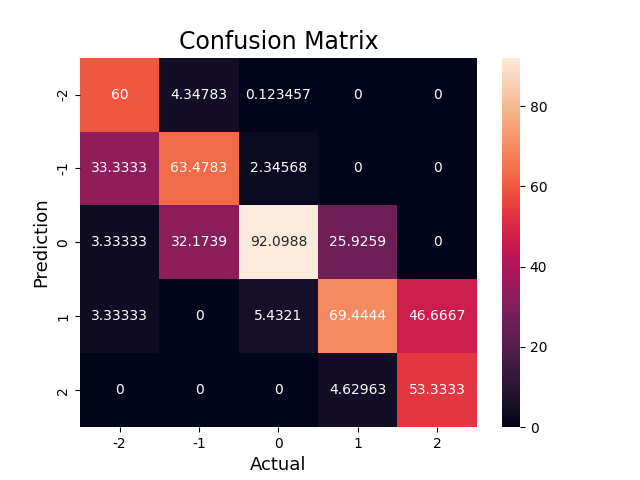 Confusion Matrix
-2 60 4.34783 0.123457 0 0
-1 33.3333 63.4783 2.34568 0 0
0 3.33333 32.1739 92.0988 25.9259 0
1 3.33333 0 5.4321 69.4444 46.6667
2 0 0 0 4.62963 53.3333
-2 -1 0 1 2
Prediction
Actual
80
60
40
20
0